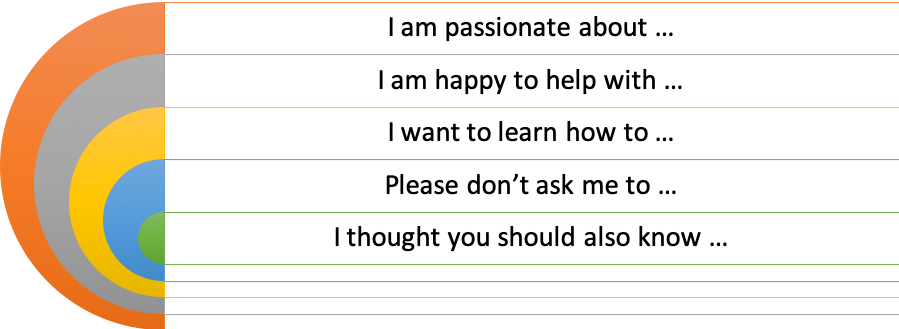 I am passionate about …
I am happy to help with …
I want to learn how to …
Please don’t ask me to …
I thought you should also know …